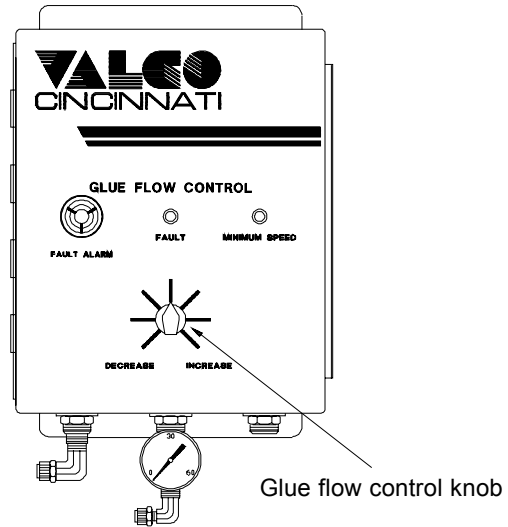 VALCO
CINCINNATI
GLUE FLOW CONTROL
FAULT ALARM
FAULT
MINIMUM SPEED
DECREASE
INCREASE
0
30
60
Glue flow control knob